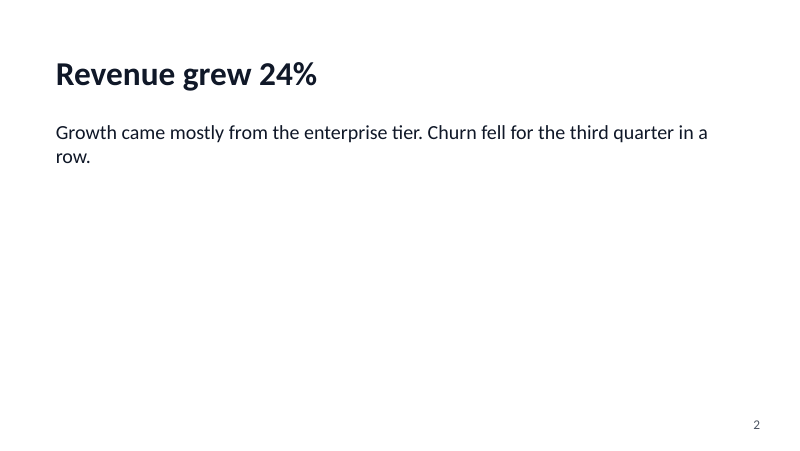 Revenue grew 24%
Growth came mostly from the enterprise tier. Churn fell for the third quarter in a
row.
2